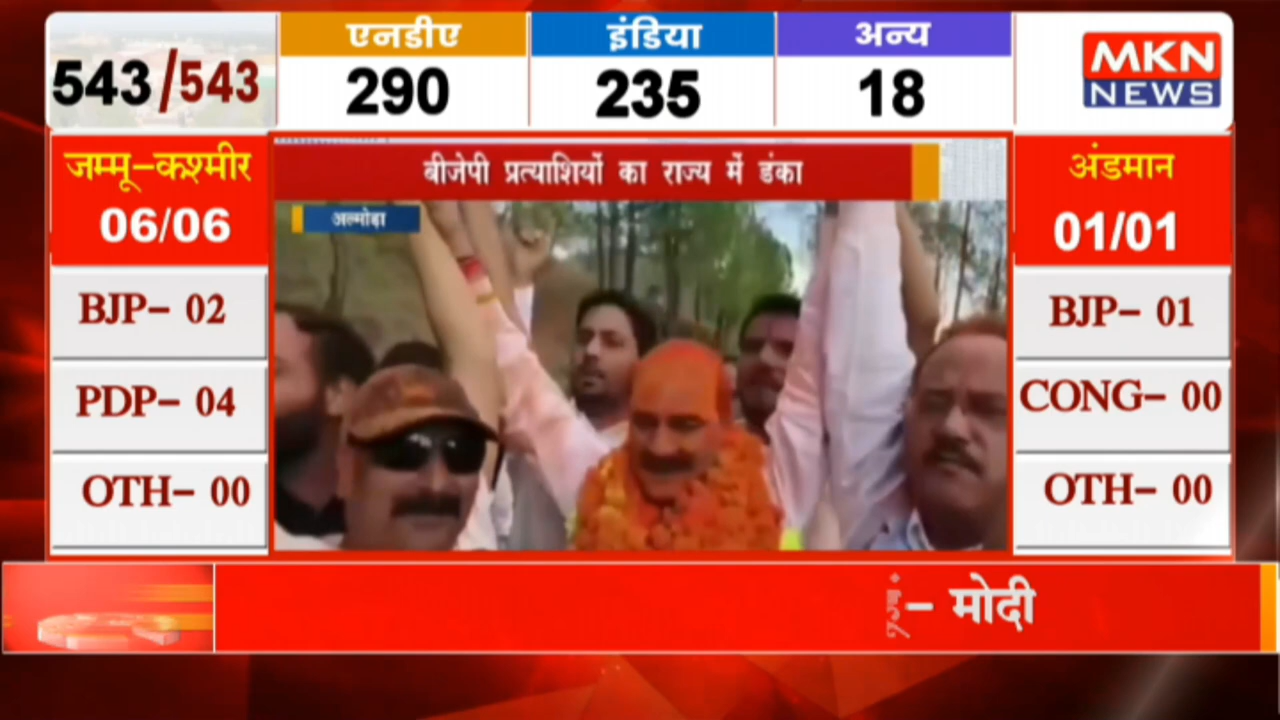 543/543
एनडीए
290
इंडिया
235
अन्य
18
MKN
NEWS
जम्मू-कश्मीर
06/06
BJP- 02
PDP- 04
OTH- 00
बीजेपी प्रत्याशियों का राज्य में डंका
अल्मोड़ा
अंडमान
01/01
BJP- 01
CONG- 00
OTH- 00
- मोदी